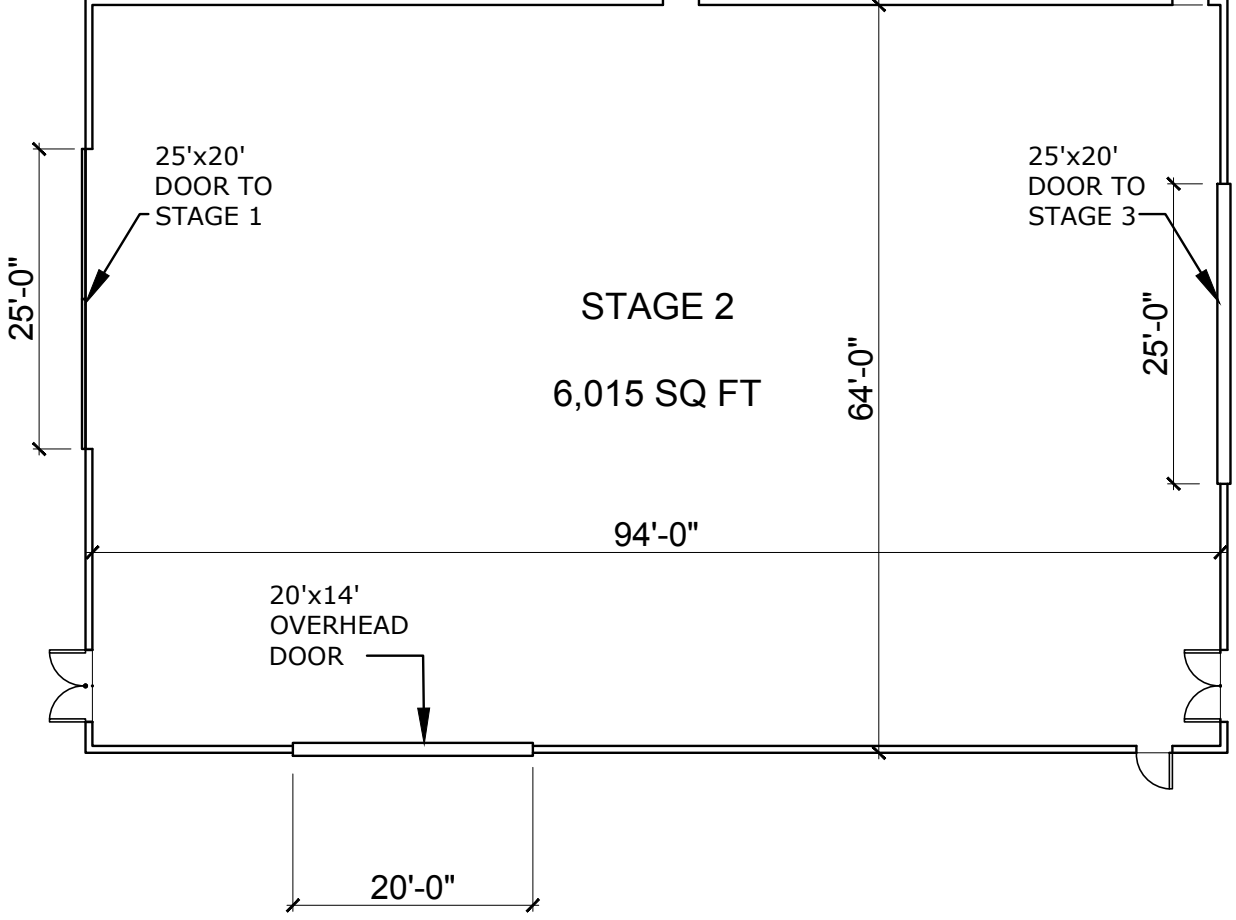 25'x20'
DOOR TO
STAGE 1
25'x20'
DOOR TO
STAGE 3
25'-0"
STAGE 2
6,015 SQ FT
64'-0"
25'-0"
94'-0"
20'x14'
OVERHEAD
DOOR
20'-0"